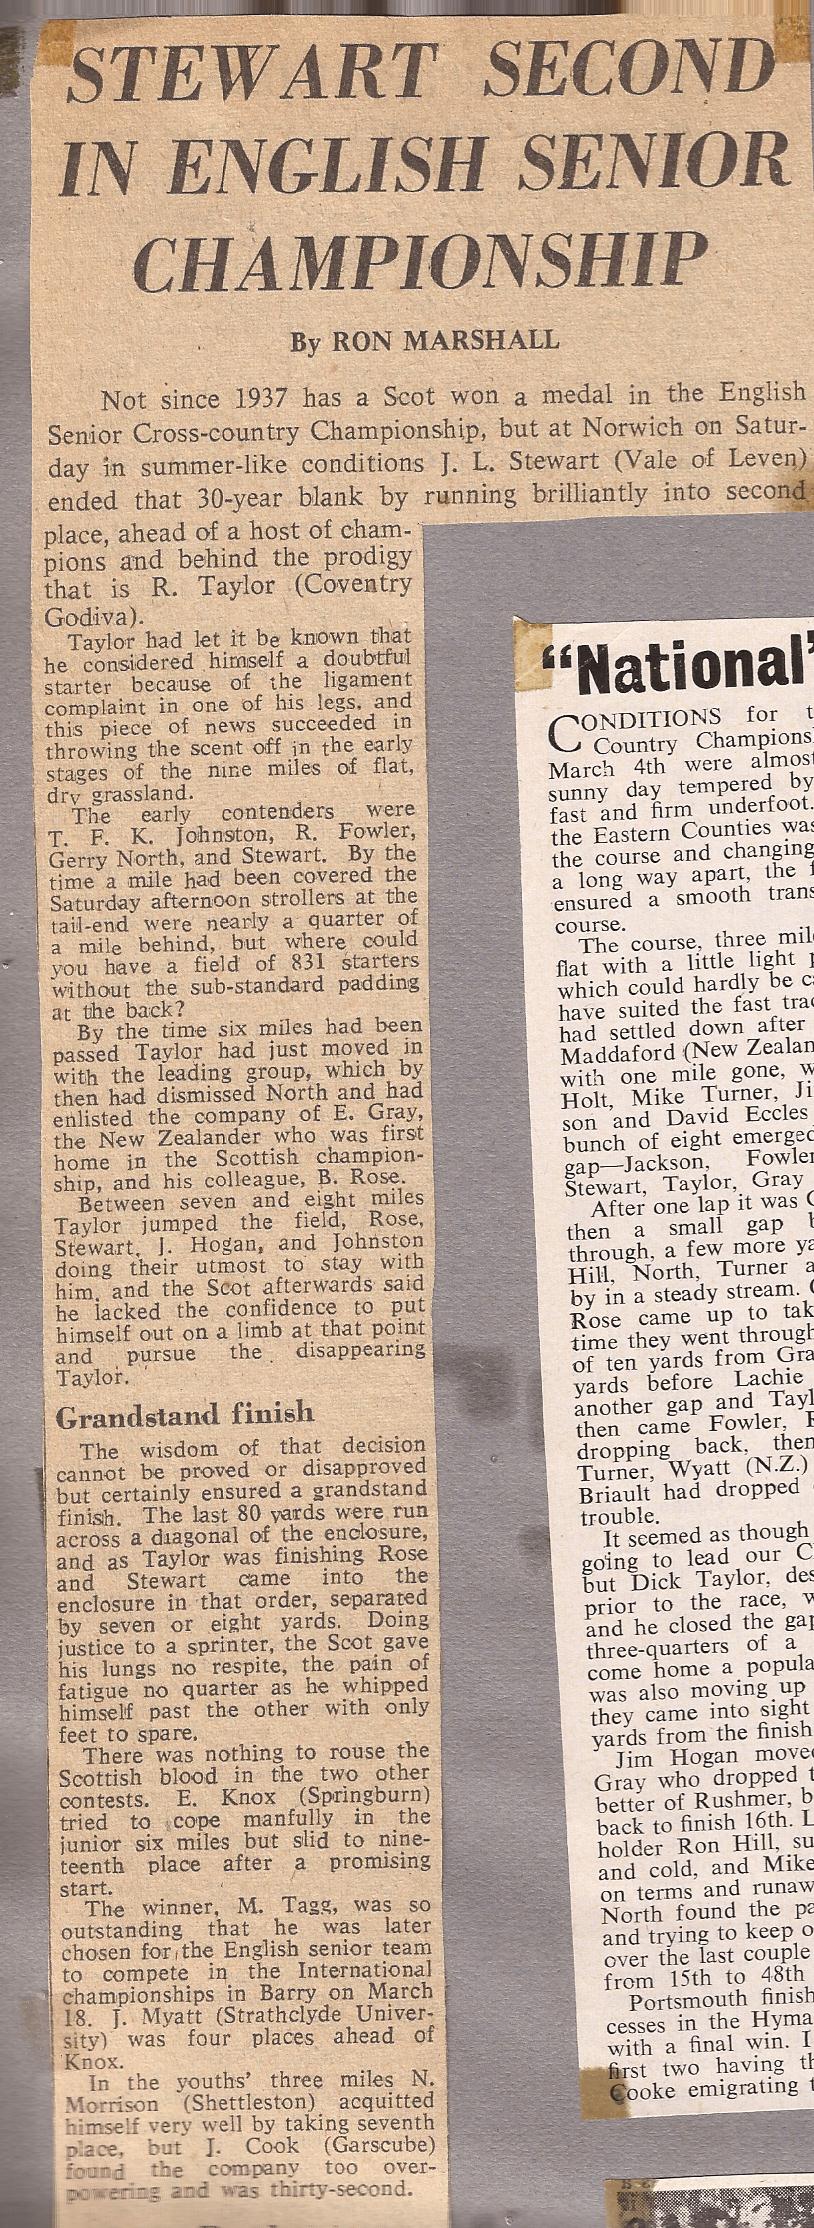 STEWART SECOND
IN ENGLISH SENIOR
CHAMPIONSHIP
By RON MARSHALL
Not since 1937 has a Scot won a medal in the English
Senior Cross-country Championship, but at Norwich on Satur-
day in summer-like conditions J. L. Stewart (Vale of Leven)
ended that 30-year blank by running brilliantly into second
place, ahead of a host of cham-
pions and behind the prodigy
that is R. Taylor (Coventry
Godiva).
Taylor had let it be known that
he considered himself a doubtful
starter because of the ligament
complaint in one of his legs, and
this piece of news succeeded in
throwing the scent off in the early
stages of the nine miles of flat,
dry grassland.
The early contenders were
T. F. K. Johnston, R. Fowler,
Gerry North, and Stewart. By the
time a mile had been covered the
Saturday afternoon strollers at the
tail-end were nearly a quarter of
a mile behind, but where could
you have a field of 831 starters
without the sub-standard padding
at the back?
By the time six miles had been
passed Taylor had just moved in
with the leading group, which by
then had dismissed North and had
enlisted the company of E. Gray,
the New Zealander who was first
home in the Scottish champion-
ship, and his colleague, B. Rose.
Between seven and eight miles
Taylor jumped the field, Rose,
Stewart, J. Hogan, and Johnston
doing their utmost to stay with
him, and the Scot afterwards said
he lacked the confidence to put
himself out on a limb at that point
and pursue the disappearing
Taylor.
Grandstand finish
The wisdom of that decision
cannot be proved or disapproved
but certainly ensured a grandstand
finish. The last 80 yards were run
across a diagonal of the enclosure,
and as Taylor was finishing Rose
and Stewart came into the
enclosure in that order, separated
by seven or eight yards. Doing
justice to a sprinter, the Scot gave
his lungs no respite, the pain of
fatigue no quarter as he whipped
himself past the other with only
feet to spare.
There was nothing to rouse the
Scottish blood in the two other
contests. E. Knox (Springburn)
tried to cope manfully in the
junior six miles but slid to nine-
teenth place after a promising
start.
The winner, M. Tagg, was so
outstanding that he was later
chosen for the English senior team
to compete in the International
championships in Barry on March
18. J. Myatt (Strathclyde Univer-
sity) was four places ahead of
Knox.
In the youths' three miles N.
Morrison (Shettleston) acquitted
himself very well by taking seventh
place, but J. Cook (Garscube)
found the company too over-
powering and was thirty-second.
"National"
CONDITIONS for
Country Champions
March 4th were almost
sunny day tempered by
fast and firm underfoot.
the Eastern Counties was
the course and changing
a long way apart, the
ensured a smooth trans
course.
The course, three mil
flat with a little light
which could hardly be
have suited the fast
had settled down after
Maddaford (New Zealan
with one mile gone,
Holt, Mike Turner,
son and David Eccles
bunch of eight emerged
gap—Jackson, Fowler
Stewart, Taylor, Gray
After one lap it was
then a small gap
through, a few more
Hill, North, Turner
by in a steady stream.
Rose came up to
time they went through
of ten yards from
yards before Lachie
another gap and
then came Fowler,
dropping back, then
Turner, Wyatt (N.Z.)
Briault had dropped
trouble.
It seemed as though
going to lead our
but Dick Taylor,
prior to the race,
and he closed the gap
three-quarters of a
come home a popula
was also moving up
they came into sight
yards from the finish
Jim Hogan move
Gray who dropped
better of Rushmer,
back to finish 16th.
holder Ron Hill,
and cold, and Mike
on terms and runaw
North found the
and trying to keep
over the last couple
from 15th to 48th
Portsmouth finish
cesses in the Hyma
with a final win.
first two having
Cooke emigrating